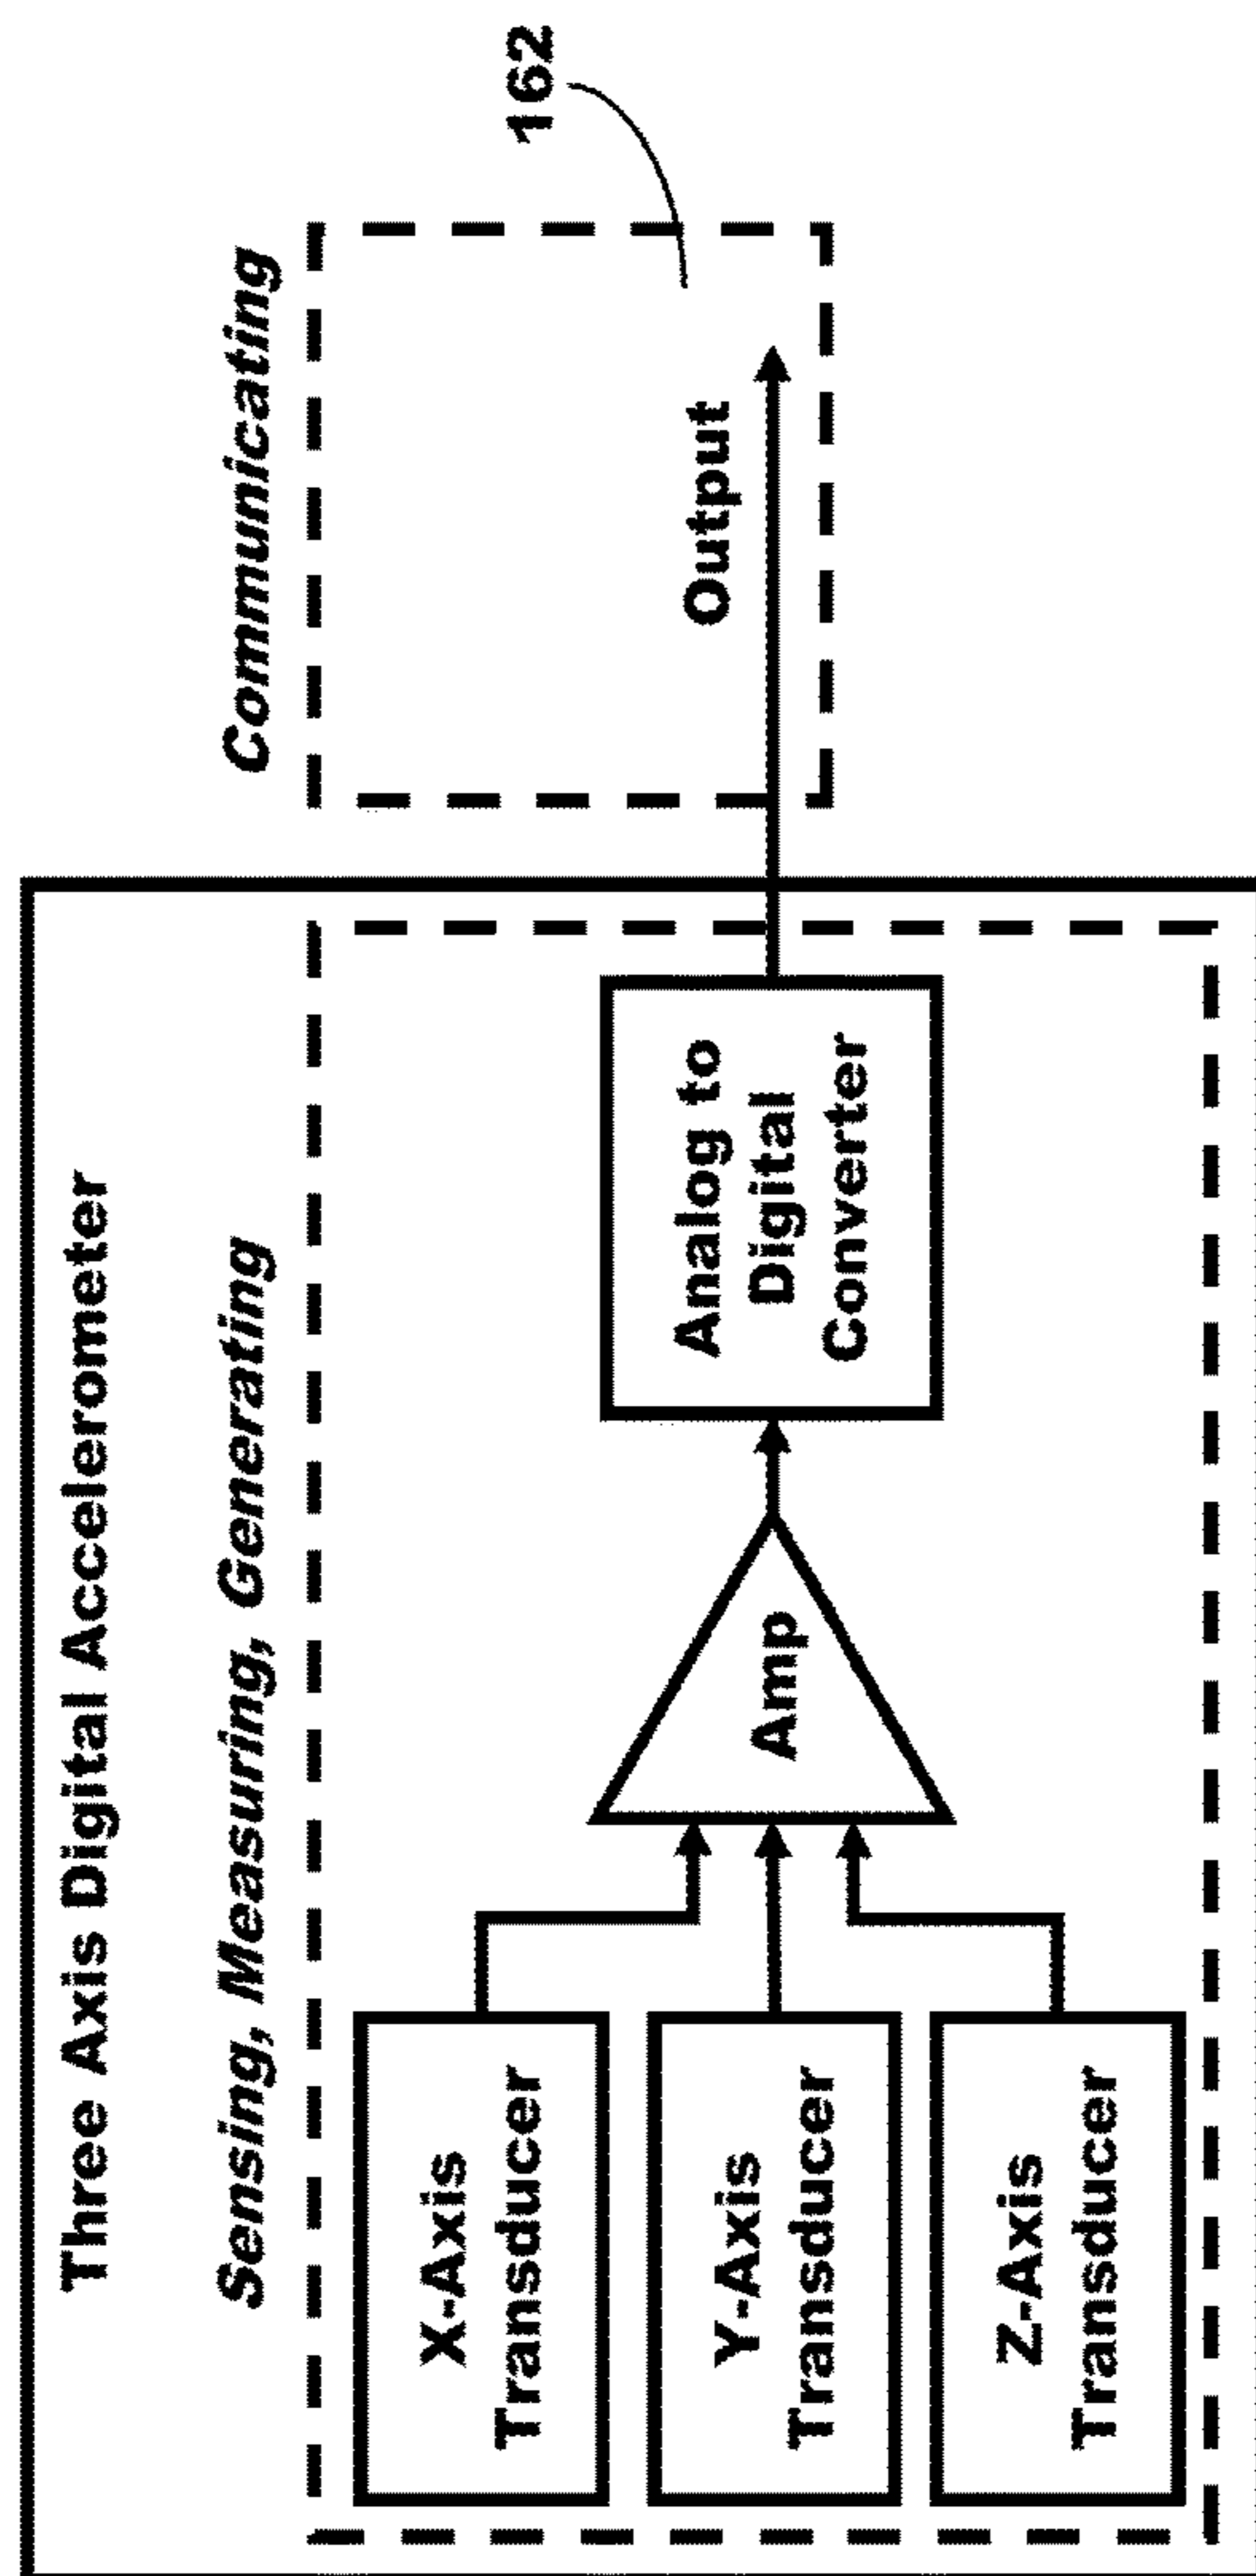 Three Axis Digital Accelerometer
Sensing, Measuring, Generating
X-Axis
Transducer
Y-Axis
Transducer
Z-Axis
Transducer
Amp
Analog to
Digital
Converter
Communicating
Output
162